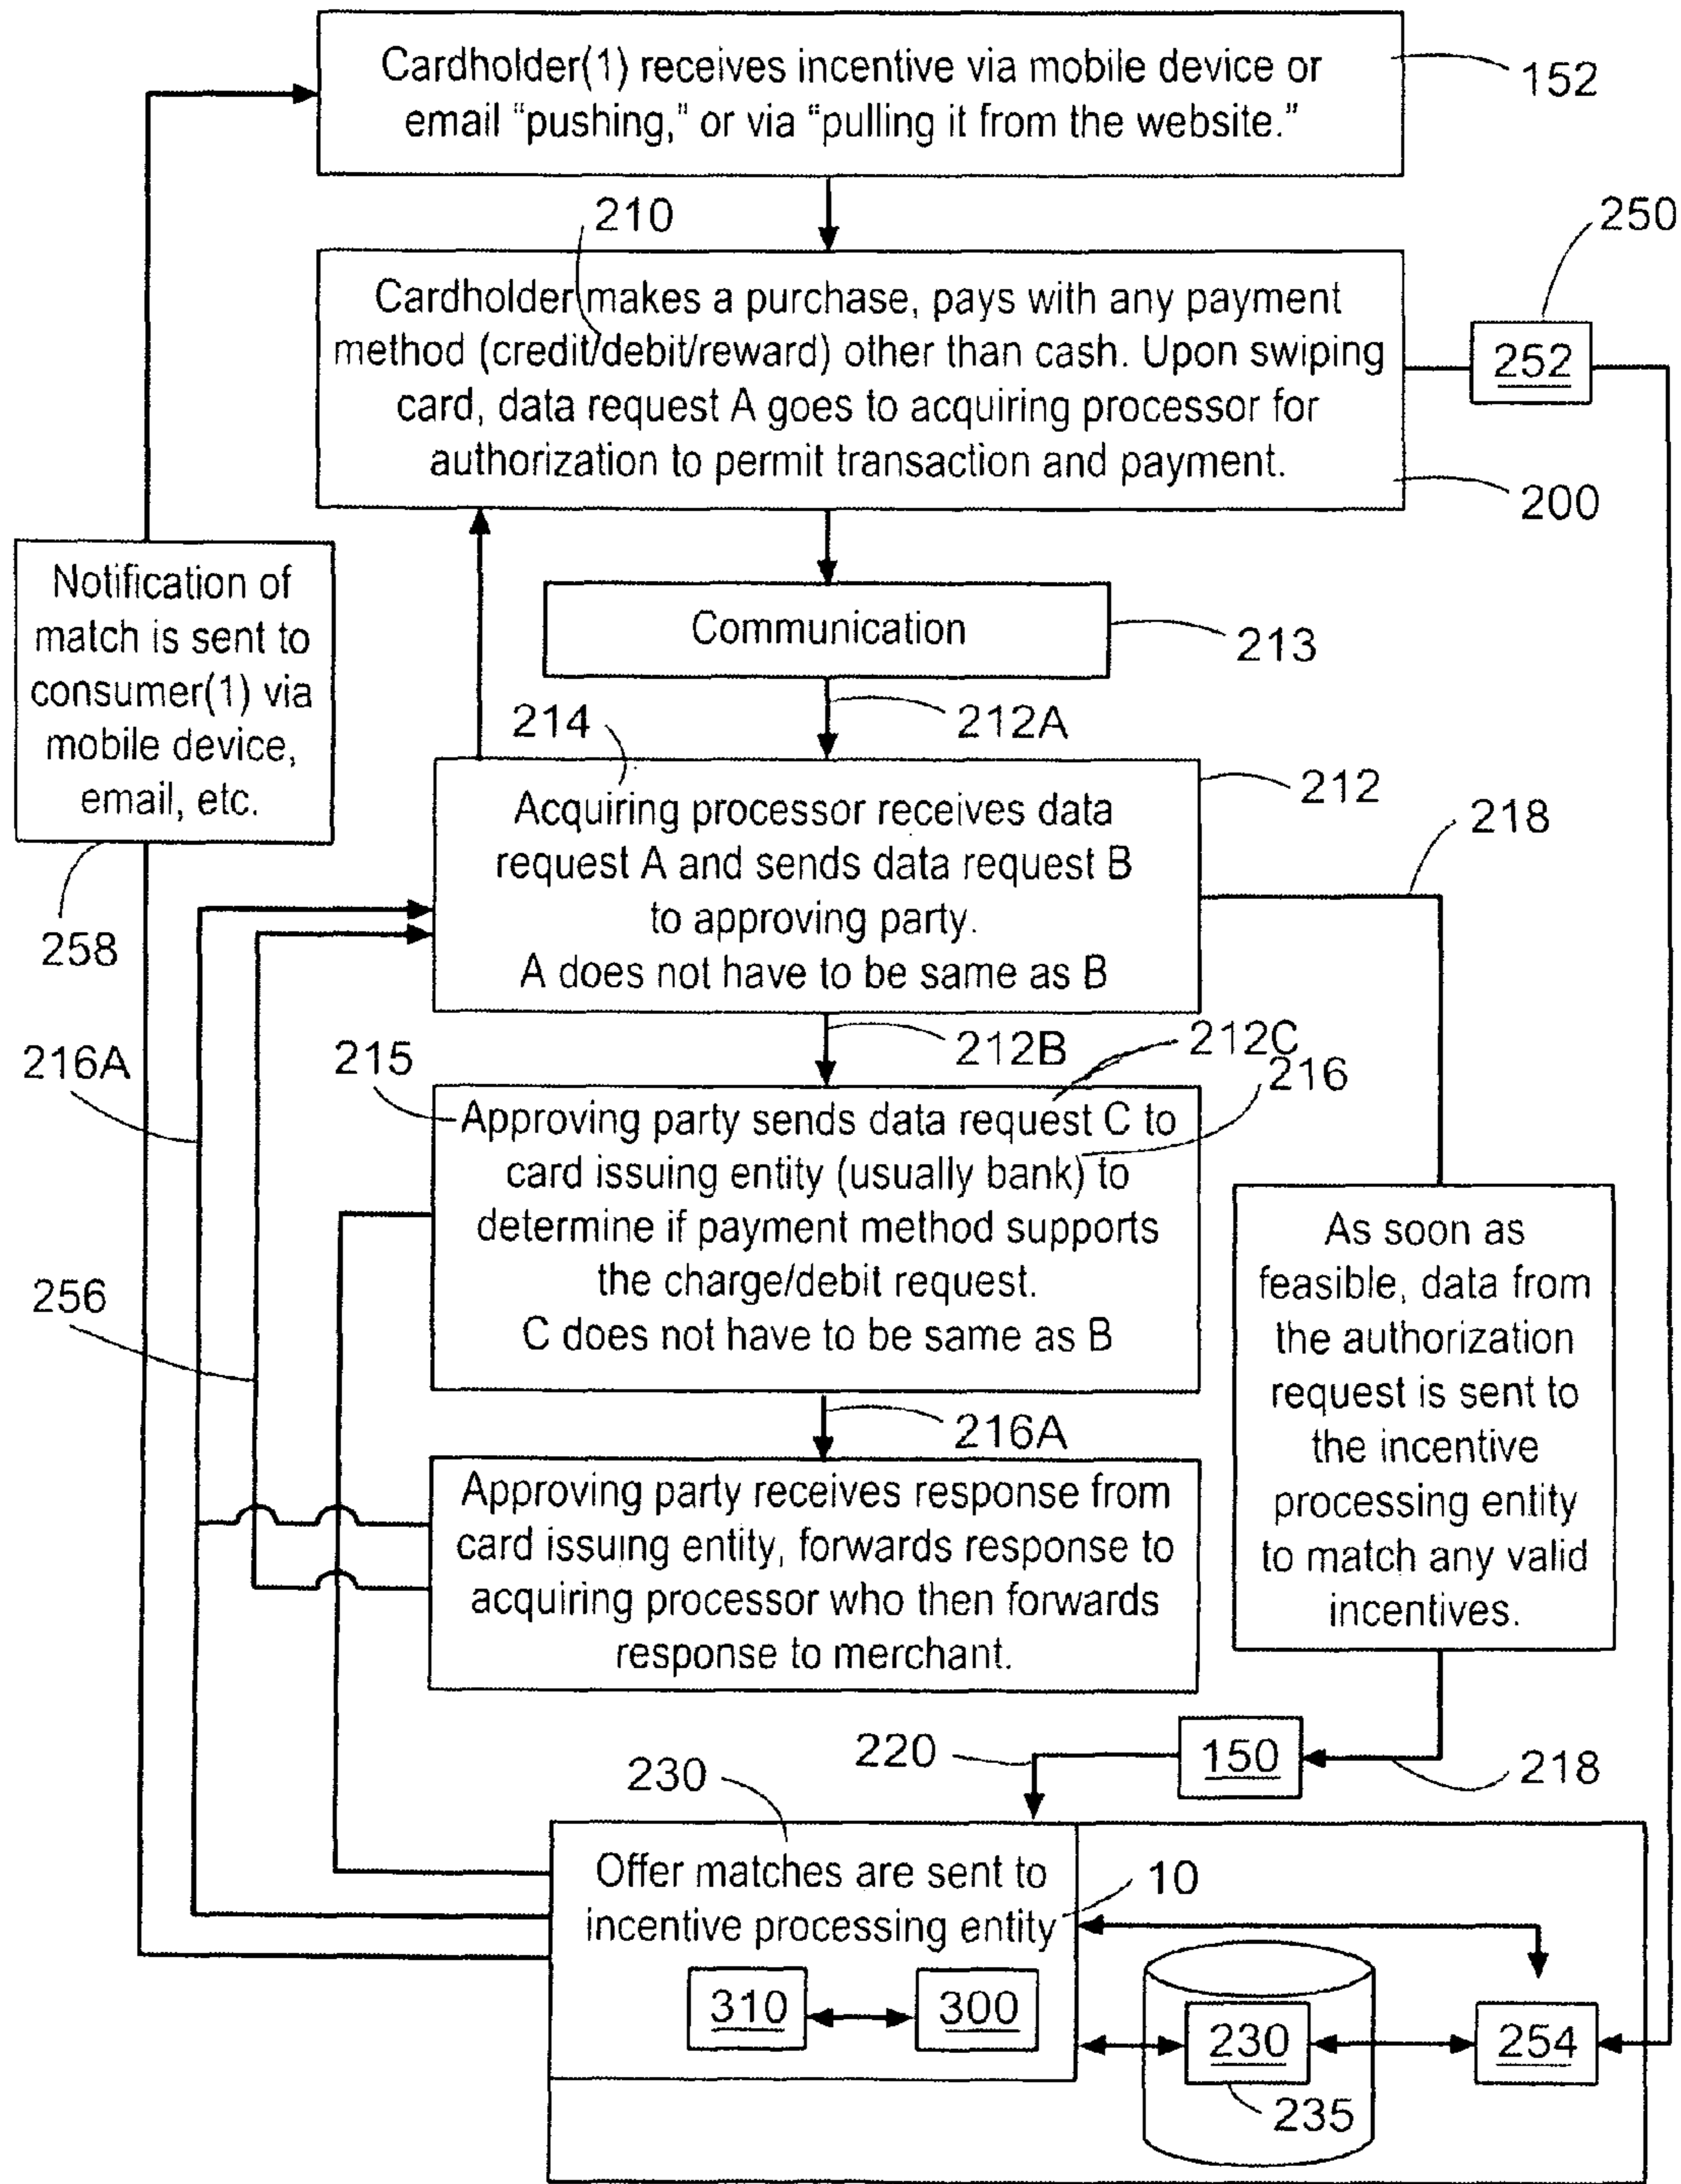 Cardholder(1) receives incentive via mobile device or
email “pushing,” or via “pulling it from the website.”
152
210
250
Cardholder makes a purchase, pays with any payment
method (credit/debit/reward) other than cash. Upon swiping
card, data request A goes to acquiring processor for
authorization to permit transaction and payment.
252
200
Notification of
match is sent to
consumer(1) via
mobile device,
email, etc.
258
Communication
213
212A
214
212
Acquiring processor receives data
request A and sends data request B
to approving party.
A does not have to be same as B
218
212B
212C
216
215
216A
Approving party sends data request C to
card issuing entity (usually bank) to
determine if payment method supports
the charge/debit request.
C does not have to be same as B
256
216A
Approving party receives response from
card issuing entity, forwards response to
acquiring processor who then forwards
response to merchant.
As soon as
feasible, data from
the authorization
request is sent to
the incentive
processing entity
to match any valid
incentives.
220
150
218
230
Offer matches are sent to
incentive processing entity
10
310
300
230
254
235